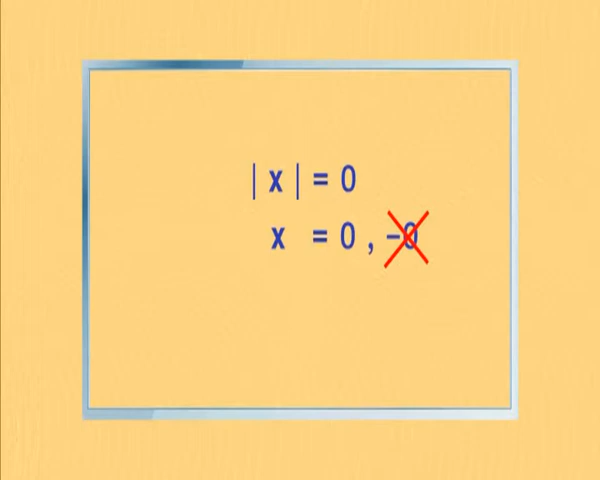 | x | = 0
x = 0 , −0